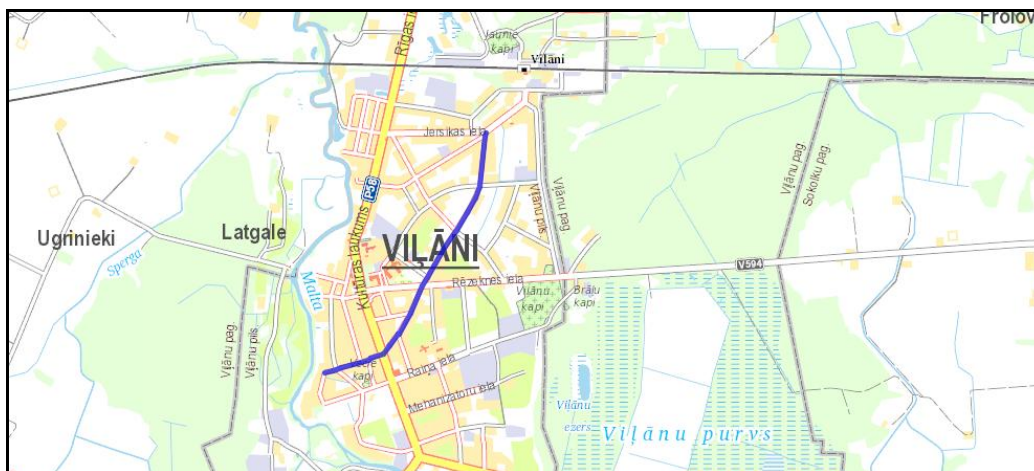 Frolov
Rīgas i
Jaunie
kapi
Viļāni
Jersikas iela
P58
Viļānu pils.
Viļānu pag.
Viļānu pag.
Sokolku pag.
Ugrinieki
Latgale
Sperga
Malta
Kultūras laukums
VIĻĀNI
V594
Rēzeknes iela
Viļānu
kapi
Brāļu
kapi
Viļānu pag.
Viļānu pils.
kapi
Raiņa iela
Mehanizatoru iela
Viļānu
ezers
Viļānu purvs